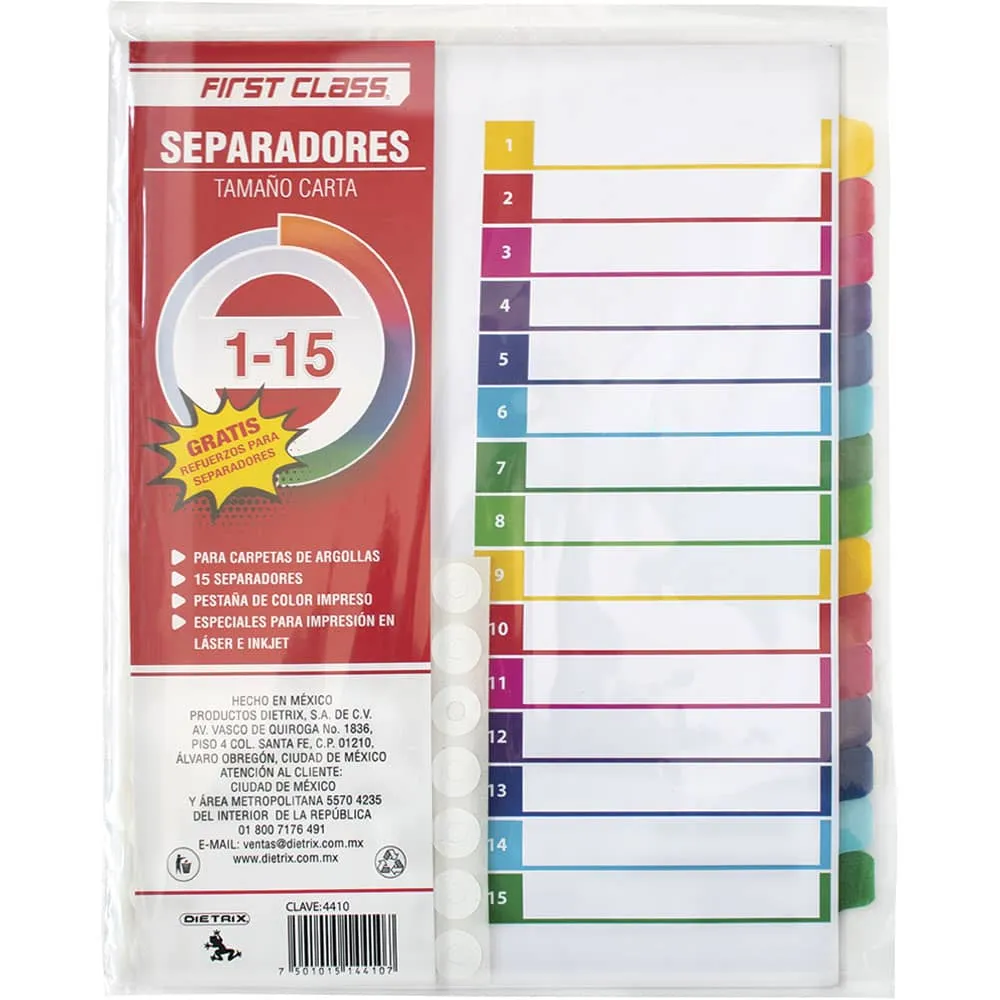 FIRST CLASS®
SEPARADORES
TAMAÑO CARTA
1-15
GRATIS
REFUERZOS PARA
SEPARADORES
PARA CARPETAS DE ARGOLLAS
15 SEPARADORES
PESTAÑA DE COLOR IMPRESO
ESPECIALES PARA IMPRESIÓN EN
LÁSER E INKJET
HECHO EN MÉXICO
PRODUCTOS DIETRIX, S.A. DE C.V.
AV. VASCO DE QUIROGA No. 1836,
PISO 4 COL. SANTA FE, C.P. 01210,
ÁLVARO OBREGÓN, CIUDAD DE MÉXICO
ATENCIÓN AL CLIENTE:
CIUDAD DE MÉXICO
Y ÁREA METROPOLITANA 5570 4235
DEL INTERIOR DE LA REPÚBLICA
01 800 7176 491
E-MAIL: ventas@dietrix.com.mx
www.dietrix.com.mx
DIETRIX
CLAVE:4410
7 501015 144107
1
2
3
4
5
6
7
8
9
10
11
12
13
14
15